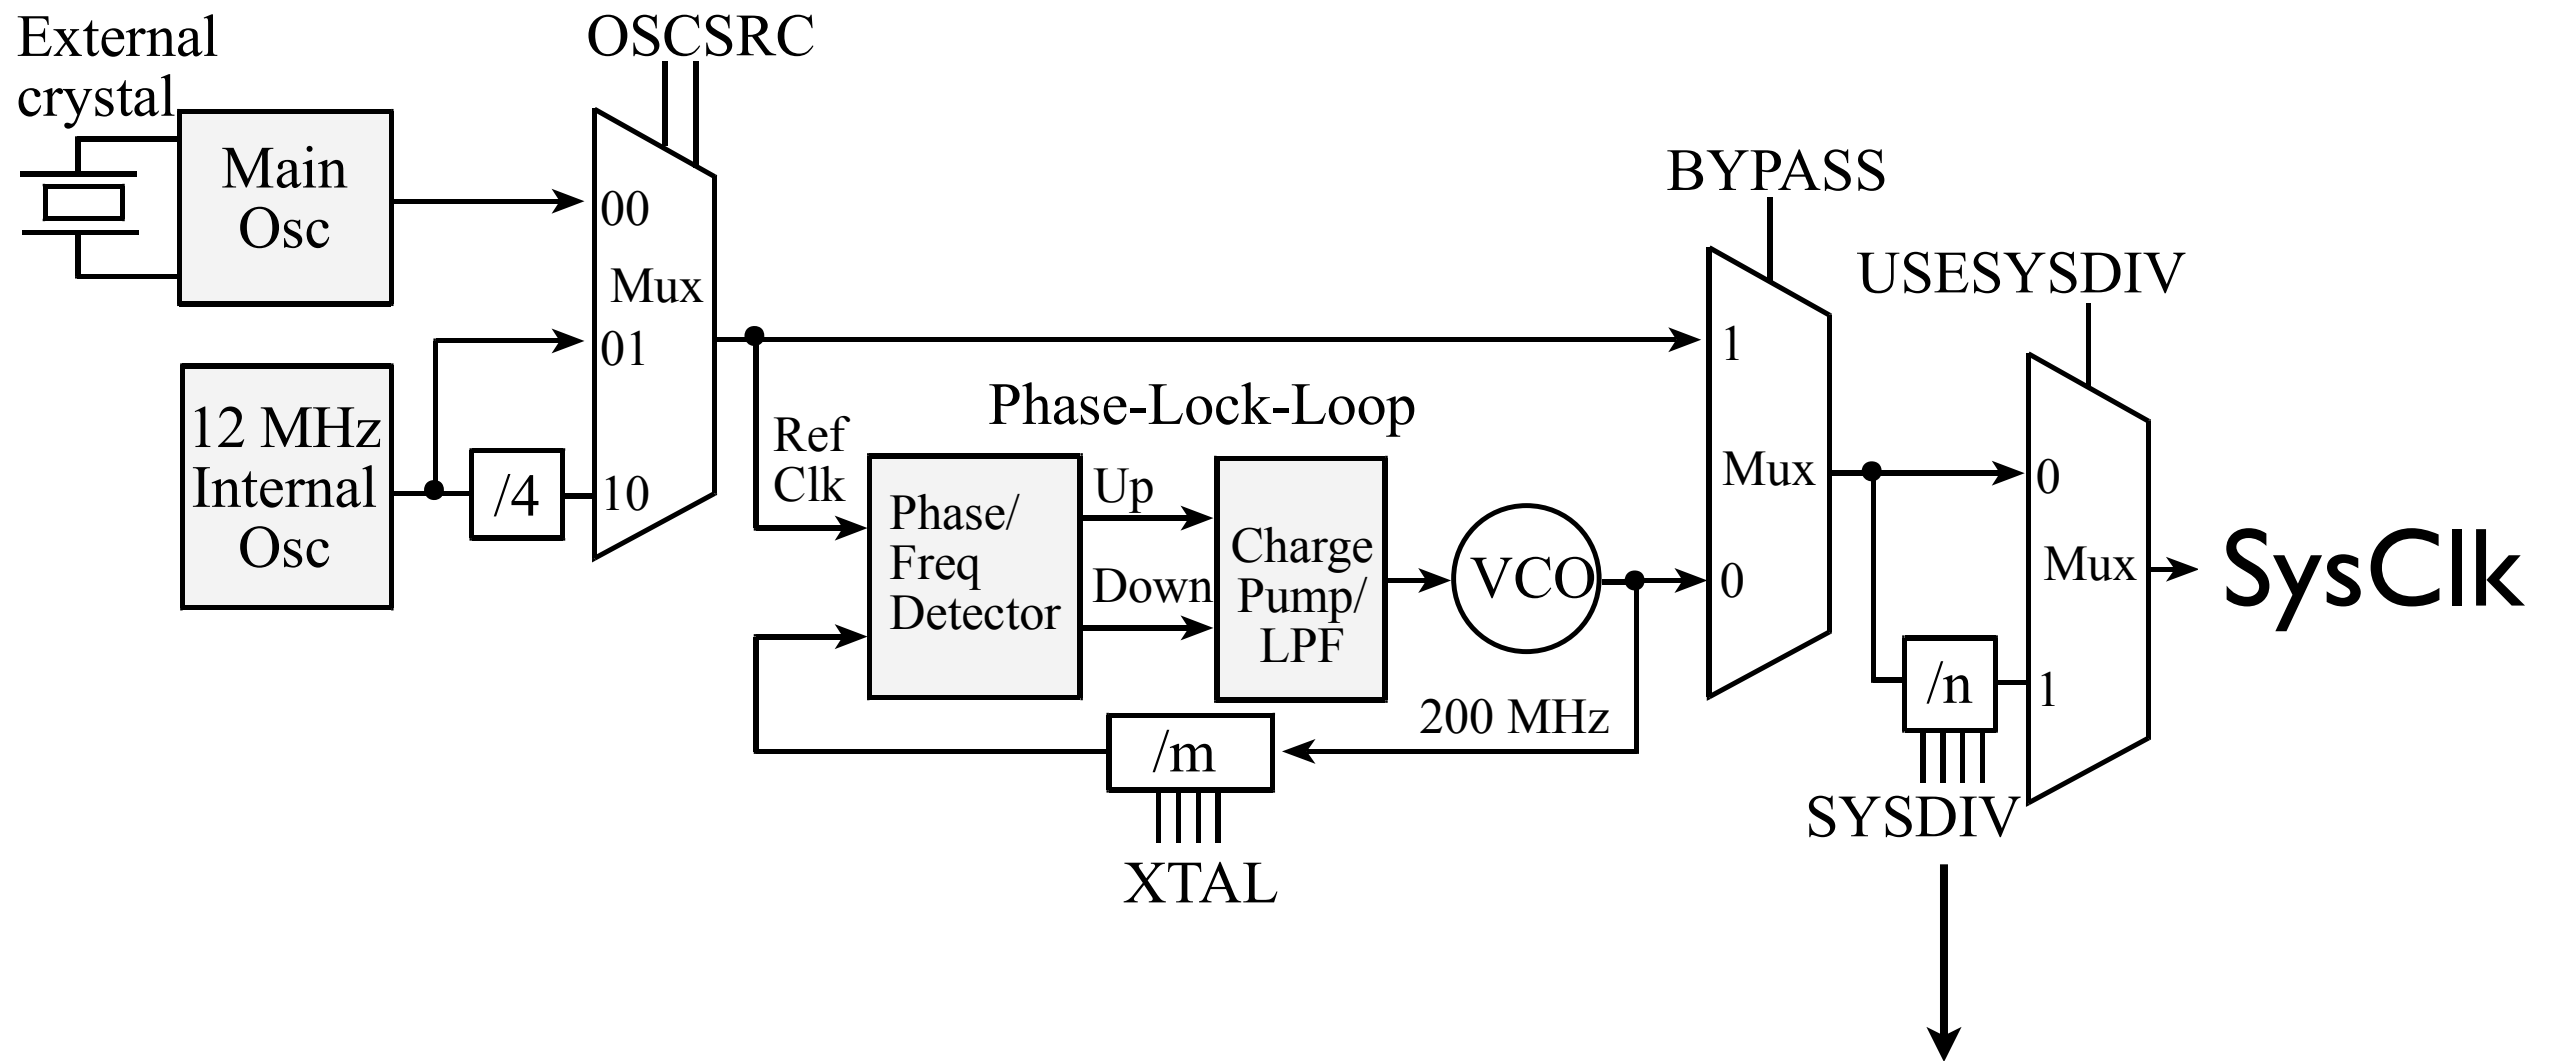 External
crystal
OSCSRC
Main
Osc
00
Mux
01
10
12 MHz
Internal
Osc
/4
BYPASS
USESYSDIV
1
Mux
0
Phase-Lock-Loop
Ref
Clk
Phase/
Freq
Detector
Up
Down
Charge
Pump/
LPF
VCO
200 MHz
/m
XTAL
0
Mux
1
/n
SYSDIV
SysClk